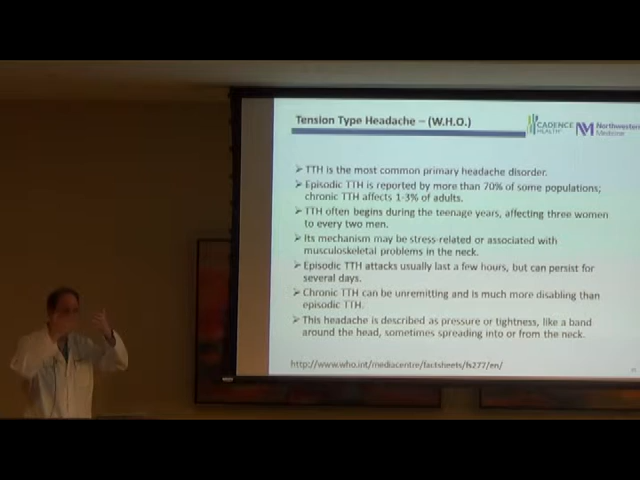 Tension Type Headache – (W.H.O.)
CADENCE
HEALTH
Northwestern
Medicine
➢ TTH is the most common primary headache disorder.
➢ Episodic TTH is reported by more than 70% of some populations;
chronic TTH affects 1-3% of adults.
➢ TTH often begins during the teenage years, affecting three women
to every two men.
➢ Its mechanism may be stress-related or associated with
musculoskeletal problems in the neck.
➢ Episodic TTH attacks usually last a few hours, but can persist for
several days.
➢ Chronic TTH can be unremitting and is much more disabling than
episodic TTH.
➢ This headache is described as pressure or tightness, like a band
around the head, sometimes spreading into or from the neck.
http://www.who.int/mediacentre/factsheets/fs277/en/